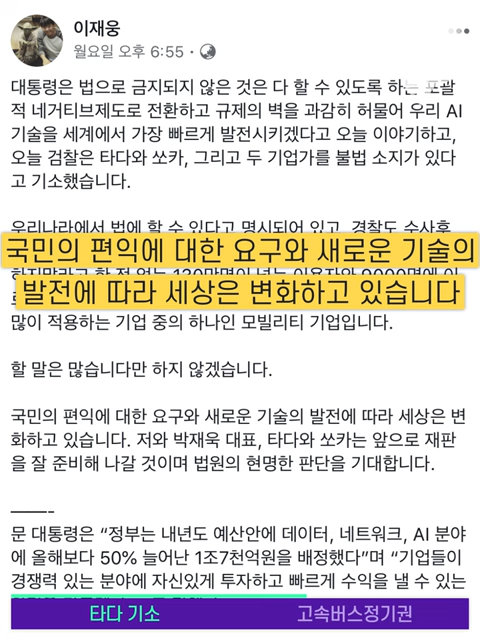 이재웅
월요일 오후 6:55
대통령은 법으로 금지되지 않은 것은 다 할 수 있도록 하는 포괄
적 네거티브제도로 전환하고 규제의 벽을 과감히 허물어 우리 AI
기술을 세계에서 가장 빠르게 발전시키겠다고 오늘 이야기하고,
오늘 검찰은 타다와 쏘카, 그리고 두 기업가를 불법 소지가 있다
고 기소했습니다.
우리나라에서 법에 할 수 있다고 명시되어 있고, 경찰도 수사후
국민의 편익에 대한 요구와 새로운 기술의
발전에 따라 세상은 변화하고 있습니다
많이 적용하는 기업 중의 하나인 모빌리티 기업입니다.
할 말은 많습니다만 하지 않겠습니다.
국민의 편익에 대한 요구와 새로운 기술의 발전에 따라 세상은 변
화하고 있습니다. 저와 박재욱 대표, 타다와 쏘카는 앞으로 재판
을 잘 준비해 나갈 것이며 법원의 현명한 판단을 기대합니다.
——-
문 대통령은 “정부는 내년도 예산안에 데이터, 네트워크, AI 분야
에 올해보다 50% 늘어난 1조7천억원을 배정했다”며 “기업들이
경쟁력 있는 분야에 자신있게 투자하고 빠르게 수익을 낼 수 있는
타다 기소
고속버스정기권